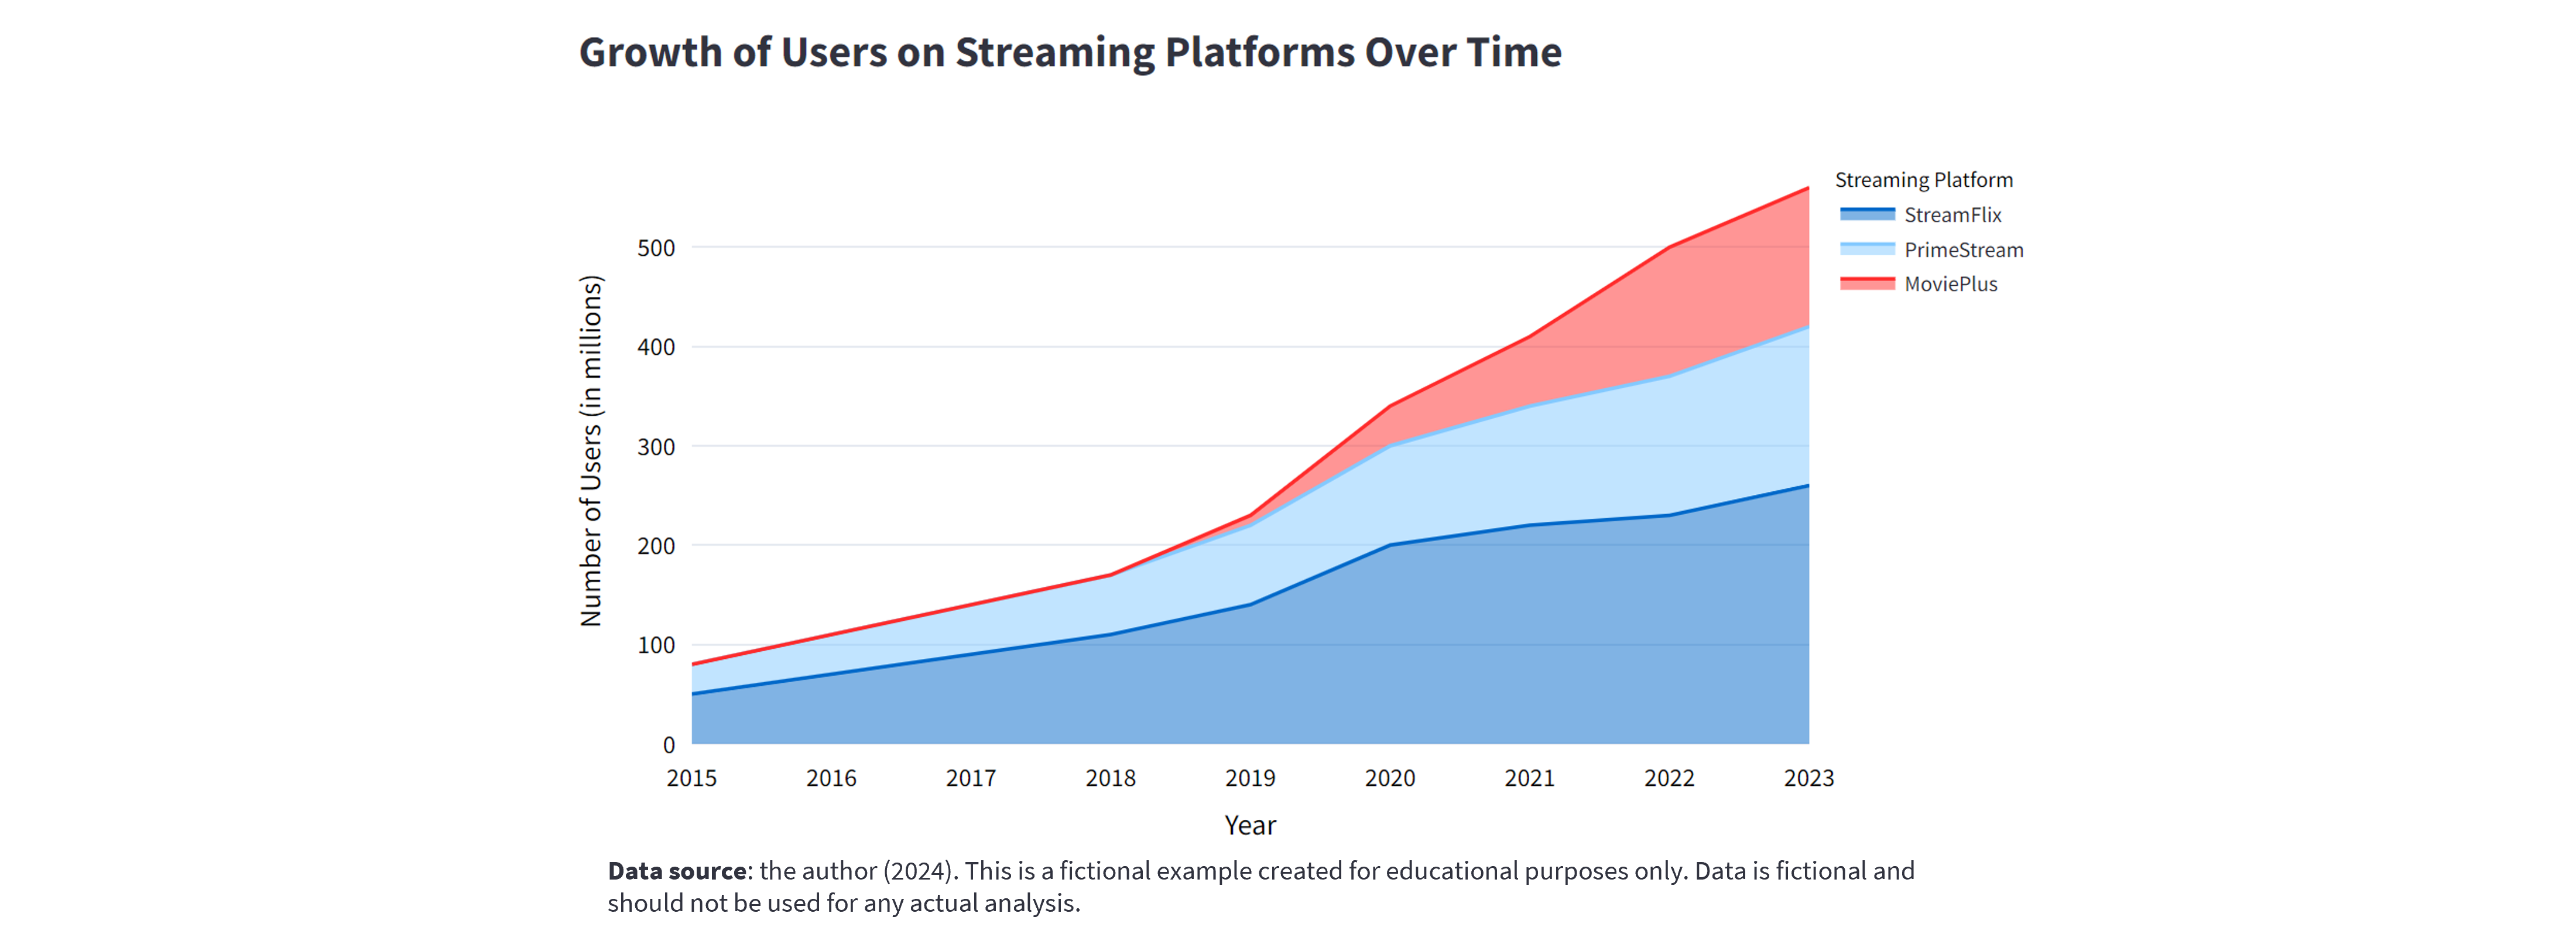 Growth of Users on Streaming Platforms Over Time
Streaming Platform
StreamFlix
PrimeStream
MoviePlus
Number of Users (in millions)
500
400
300
200
100
0
2015 2016 2017 2018 2019 2020 2021 2022 2023
Year
Data source: the author (2024). This is a fictional example created for educational purposes only. Data is fictional and
should not be used for any actual analysis.